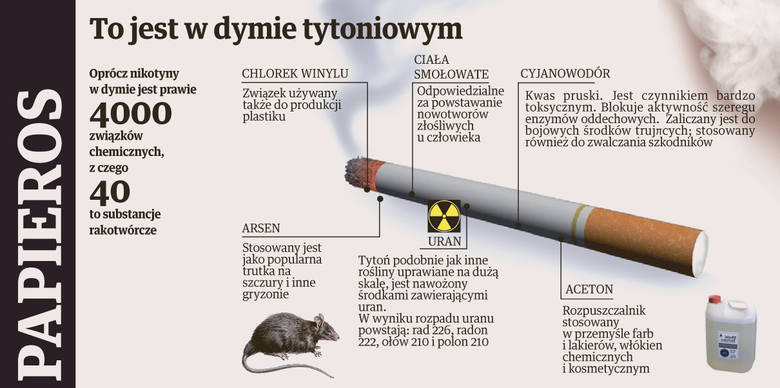 PAPIEROS
To jest w dymie tytoniowym
Oprócz nikotyny
w dymie jest prawie
4000
związków
chemicznych,
z czego
40
to substancje
rakotwórcze
CHLOREK WINYLU
Związek używany
także do produkcji
plastiku
CIAŁA
SMOŁOWATE
Odpowiedzialne
za powstawanie
nowotworów
złośliwych
u człowieka
CYJANOWODÓR
Kwas pruski. Jest czynnikiem bardzo
toksycznym. Blokuje aktywność szeregu
enzymów oddechowych. Zaliczany jest do
bojowych środków trujncych; stosowany
również do zwalczania szkodników
ARSEN
Stosowany jest
jako popularna
trutka na
szczury i inne
gryzonie
URAN
Tytoń podobnie jak inne
rośliny uprawiane na dużą
skalę, jest nawożony
środkami zawierającymi
uran.
W wyniku rozpadu uranu
powstają: rad 226, radon
222, ołów 210 i polon 210
ACETON
Rozpuszczalnik
stosowany
w przemyśle farb
i lakierów, włókien
chemicznych
i kosmetycznym